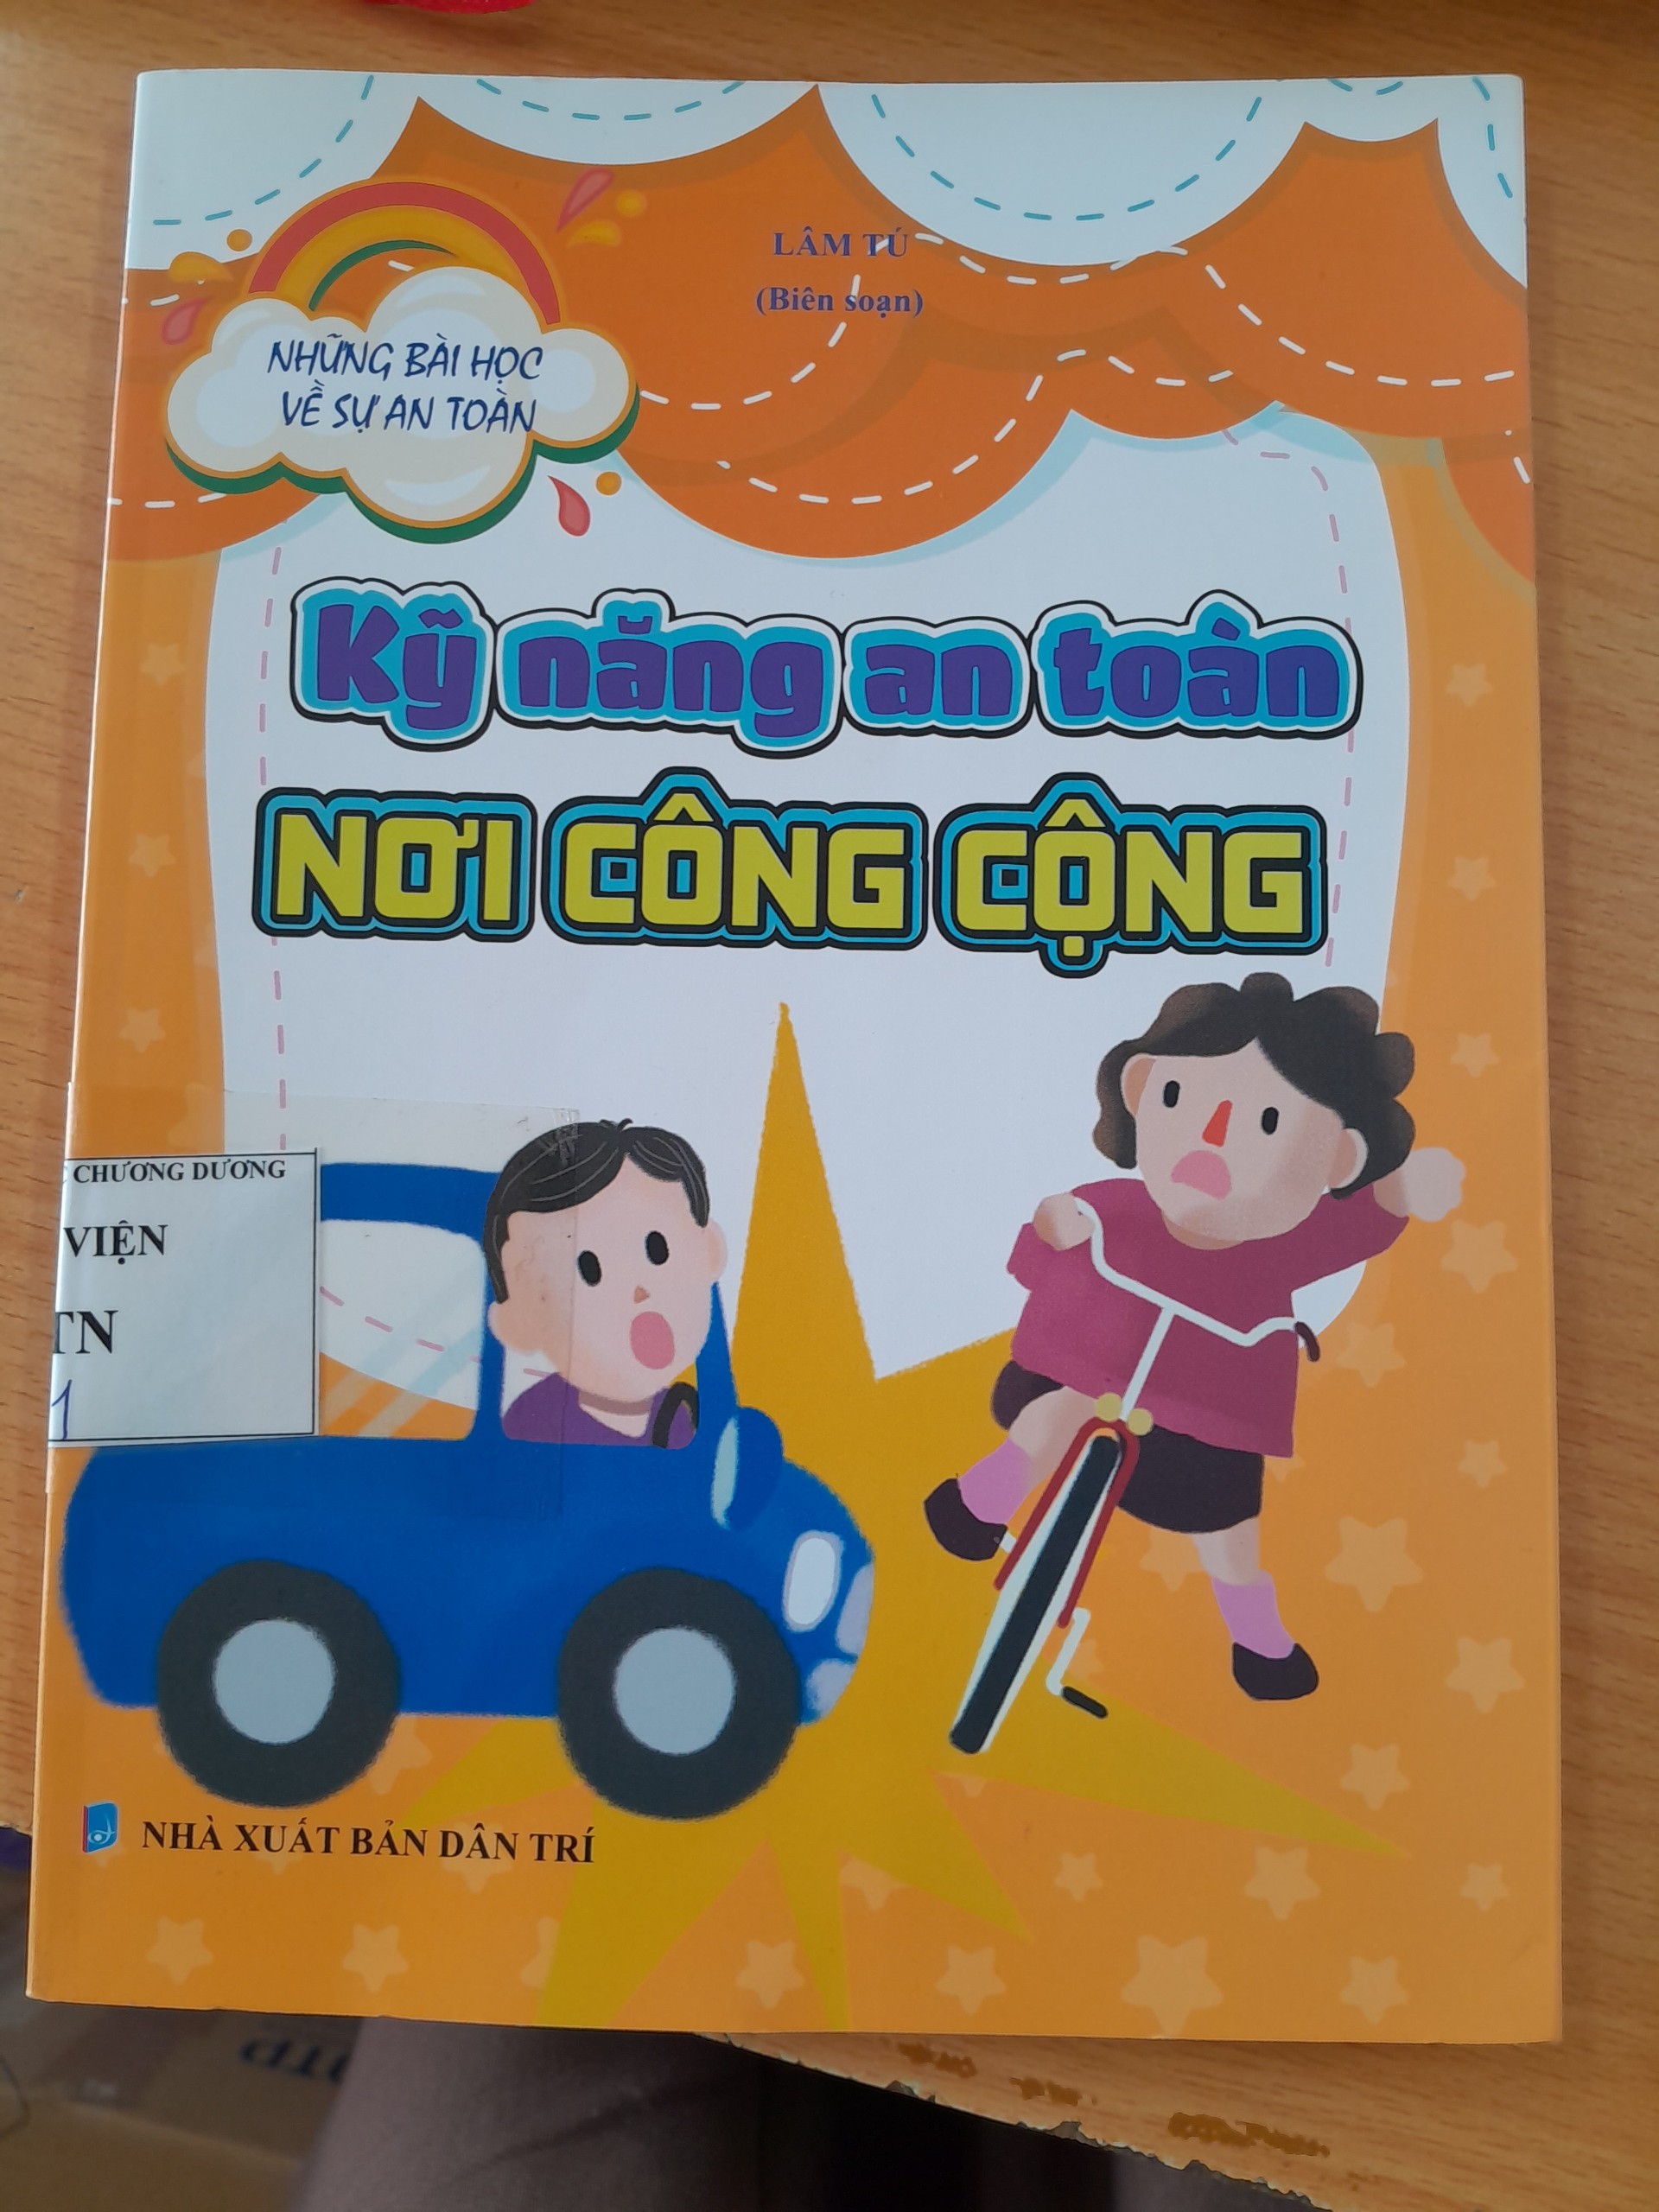 LÂM TÚ
(Biên soạn)
NHỮNG BÀI HỌC
VỀ SỰ AN TOÀN
Kỹ năng an toàn
NƠI CÔNG CỘNG
CHƯƠNG DƯƠNG
VIỆN
TN
1
NHÀ XUẤT BẢN DÂN TRÍ